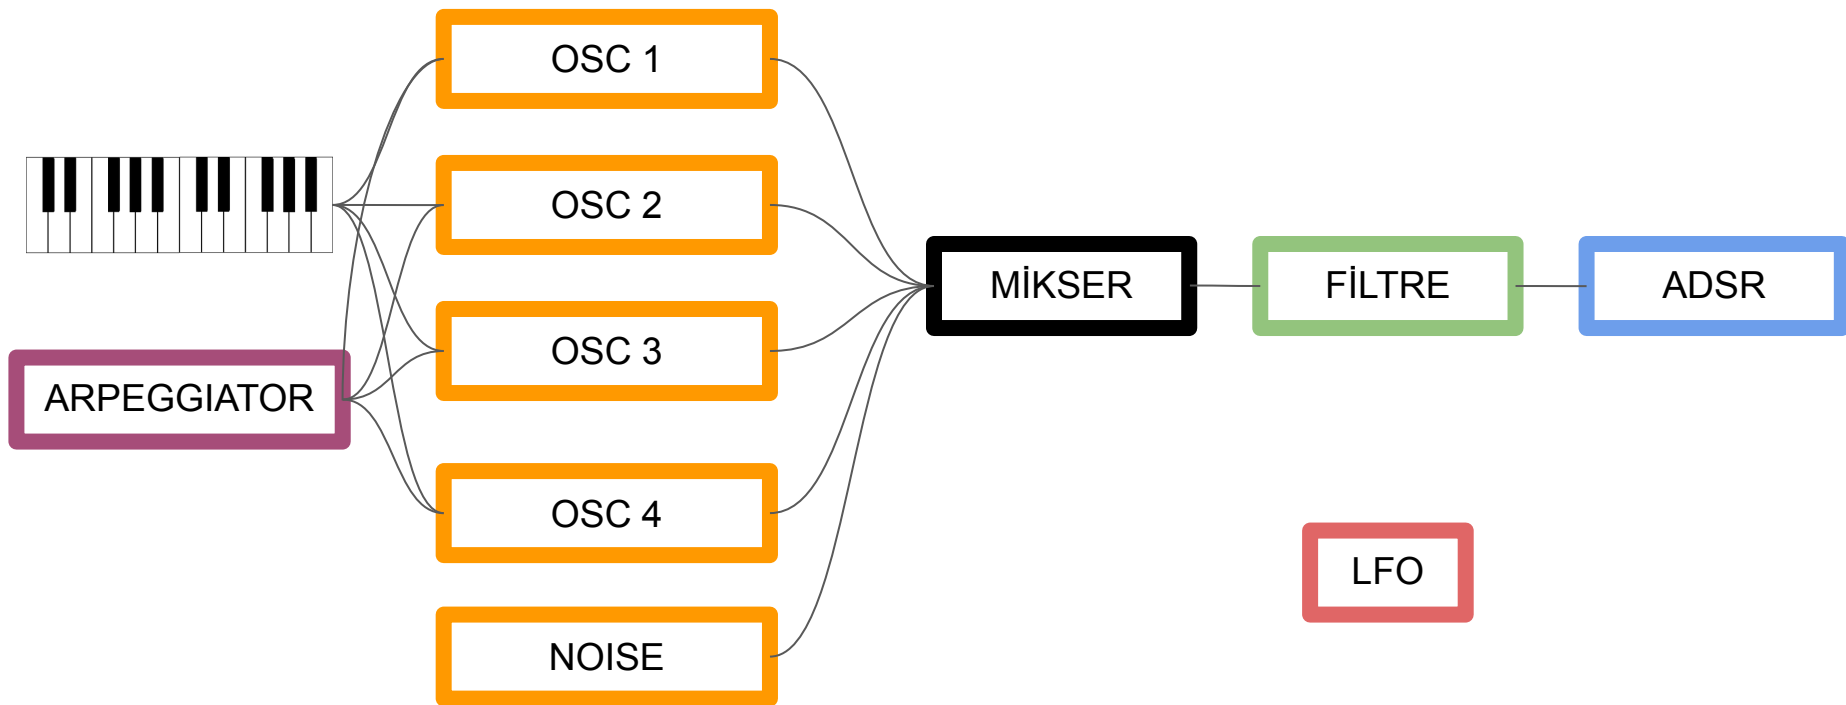 OSC 1
OSC 2
OSC 3
OSC 4
NOISE
ARPEGGIATOR
MİKSER
FİLTRE
ADSR
LFO